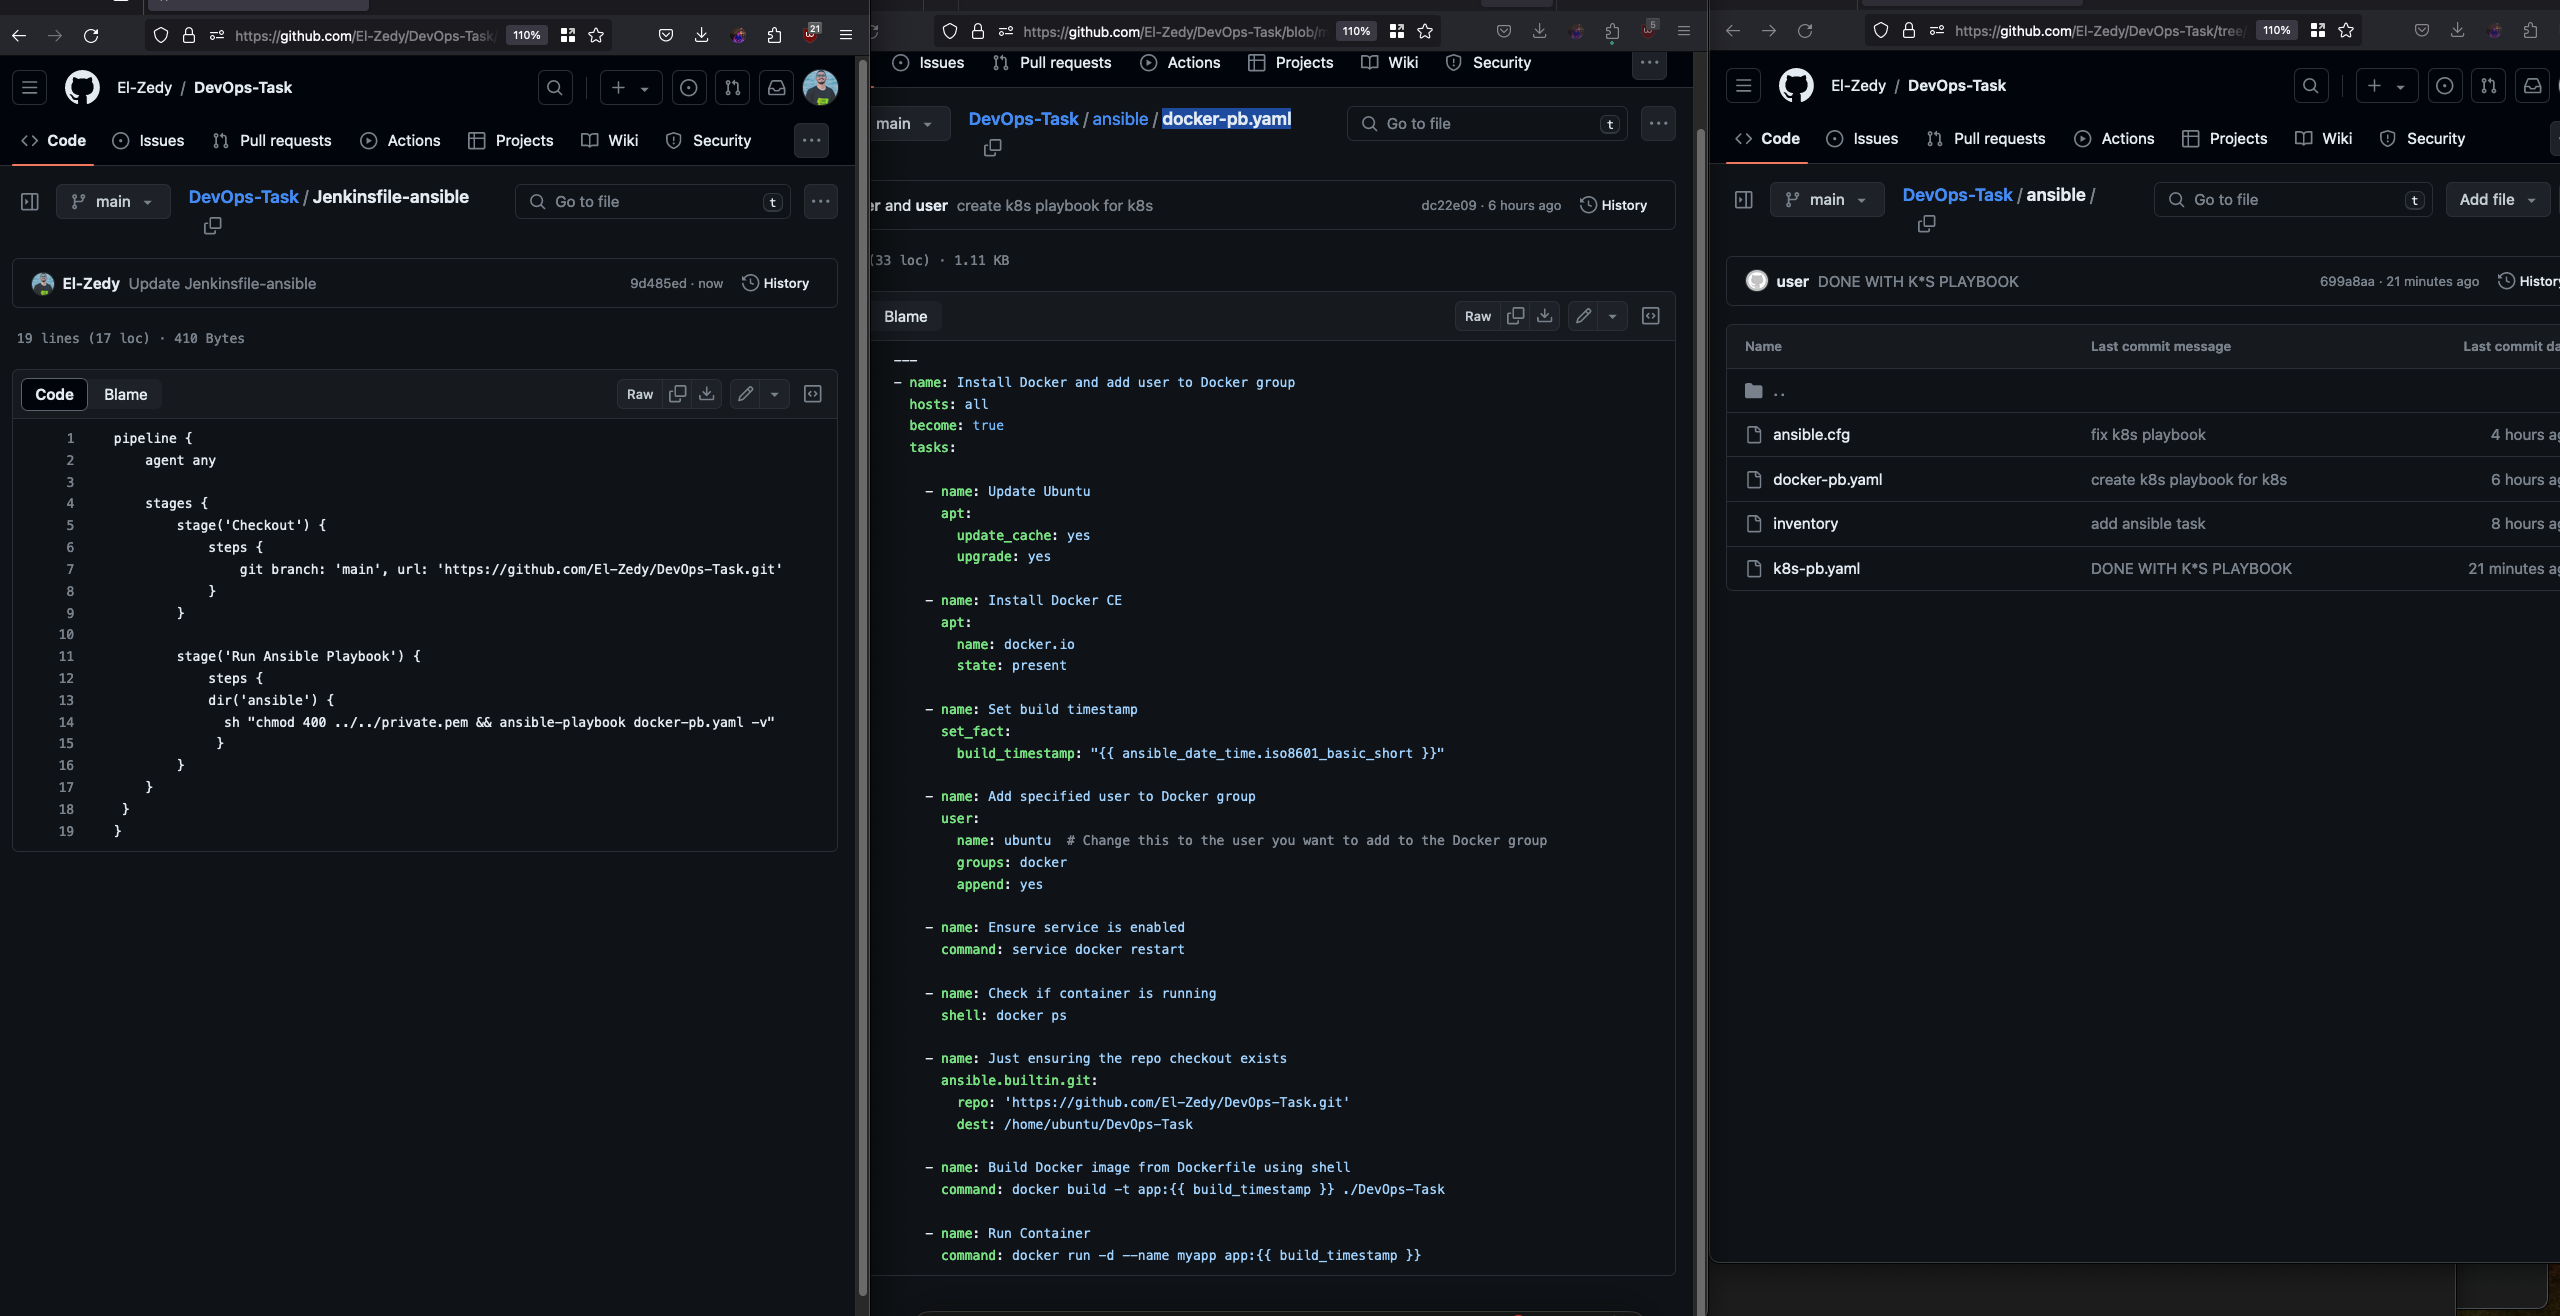 https://github.com/El-Zedy/DevOps-Task/
110%
21
El-Zedy / DevOps-Task
Code
Issues
Pull requests
Actions
Projects
Wiki
Security
main
DevOps-Task / Jenkinsfile-ansible
Go to file
t
El-Zedy Update Jenkinsfile-ansible
9d485ed · now
History
19 lines (17 loc) · 410 Bytes
Code
Blame
Raw
1 pipeline {
2 agent any
3
4 stages {
5 stage('Checkout') {
6 steps {
7 git branch: 'main', url: 'https://github.com/El-Zedy/DevOps-Task.git'
8 }
9 }
10
11 stage('Run Ansible Playbook') {
12 steps {
13 dir('ansible') {
14 sh "chmod 400 ../../private.pem && ansible-playbook docker-pb.yaml -v"
15 }
16 }
17 }
18 }
19 }
https://github.com/El-Zedy/DevOps-Task/blob/m
110%
5
Issues
Pull requests
Actions
Projects
Wiki
Security
main
DevOps-Task / ansible / docker-pb.yaml
Go to file
t
er and user create k8s playbook for k8s
dc22e09 · 6 hours ago
History
(33 loc) · 1.11 KB
Blame
Raw
---
- name: Install Docker and add user to Docker group
hosts: all
become: true
tasks:
- name: Update Ubuntu
apt:
update_cache: yes
upgrade: yes
- name: Install Docker CE
apt:
name: docker.io
state: present
- name: Set build timestamp
set_fact:
build_timestamp: "{{ ansible_date_time.iso8601_basic_short }}"
- name: Add specified user to Docker group
user:
name: ubuntu # Change this to the user you want to add to the Docker group
groups: docker
append: yes
- name: Ensure service is enabled
command: service docker restart
- name: Check if container is running
shell: docker ps
- name: Just ensuring the repo checkout exists
ansible.builtin.git:
repo: 'https://github.com/El-Zedy/DevOps-Task.git'
dest: /home/ubuntu/DevOps-Task
- name: Build Docker image from Dockerfile using shell
command: docker build -t app:{{ build_timestamp }} ./DevOps-Task
- name: Run Container
command: docker run -d --name myapp app:{{ build_timestamp }}
https://github.com/El-Zedy/DevOps-Task/tree/
110%
El-Zedy / DevOps-Task
Code
Issues
Pull requests
Actions
Projects
Wiki
Security
main
DevOps-Task / ansible /
Go to file
t
Add file
user DONE WITH K*S PLAYBOOK
699a8aa · 21 minutes ago
History
Name
Last commit message
Last commit da
..
ansible.cfg
fix k8s playbook
4 hours ag
docker-pb.yaml
create k8s playbook for k8s
6 hours ag
inventory
add ansible task
8 hours ag
k8s-pb.yaml
DONE WITH K*S PLAYBOOK
21 minutes ag